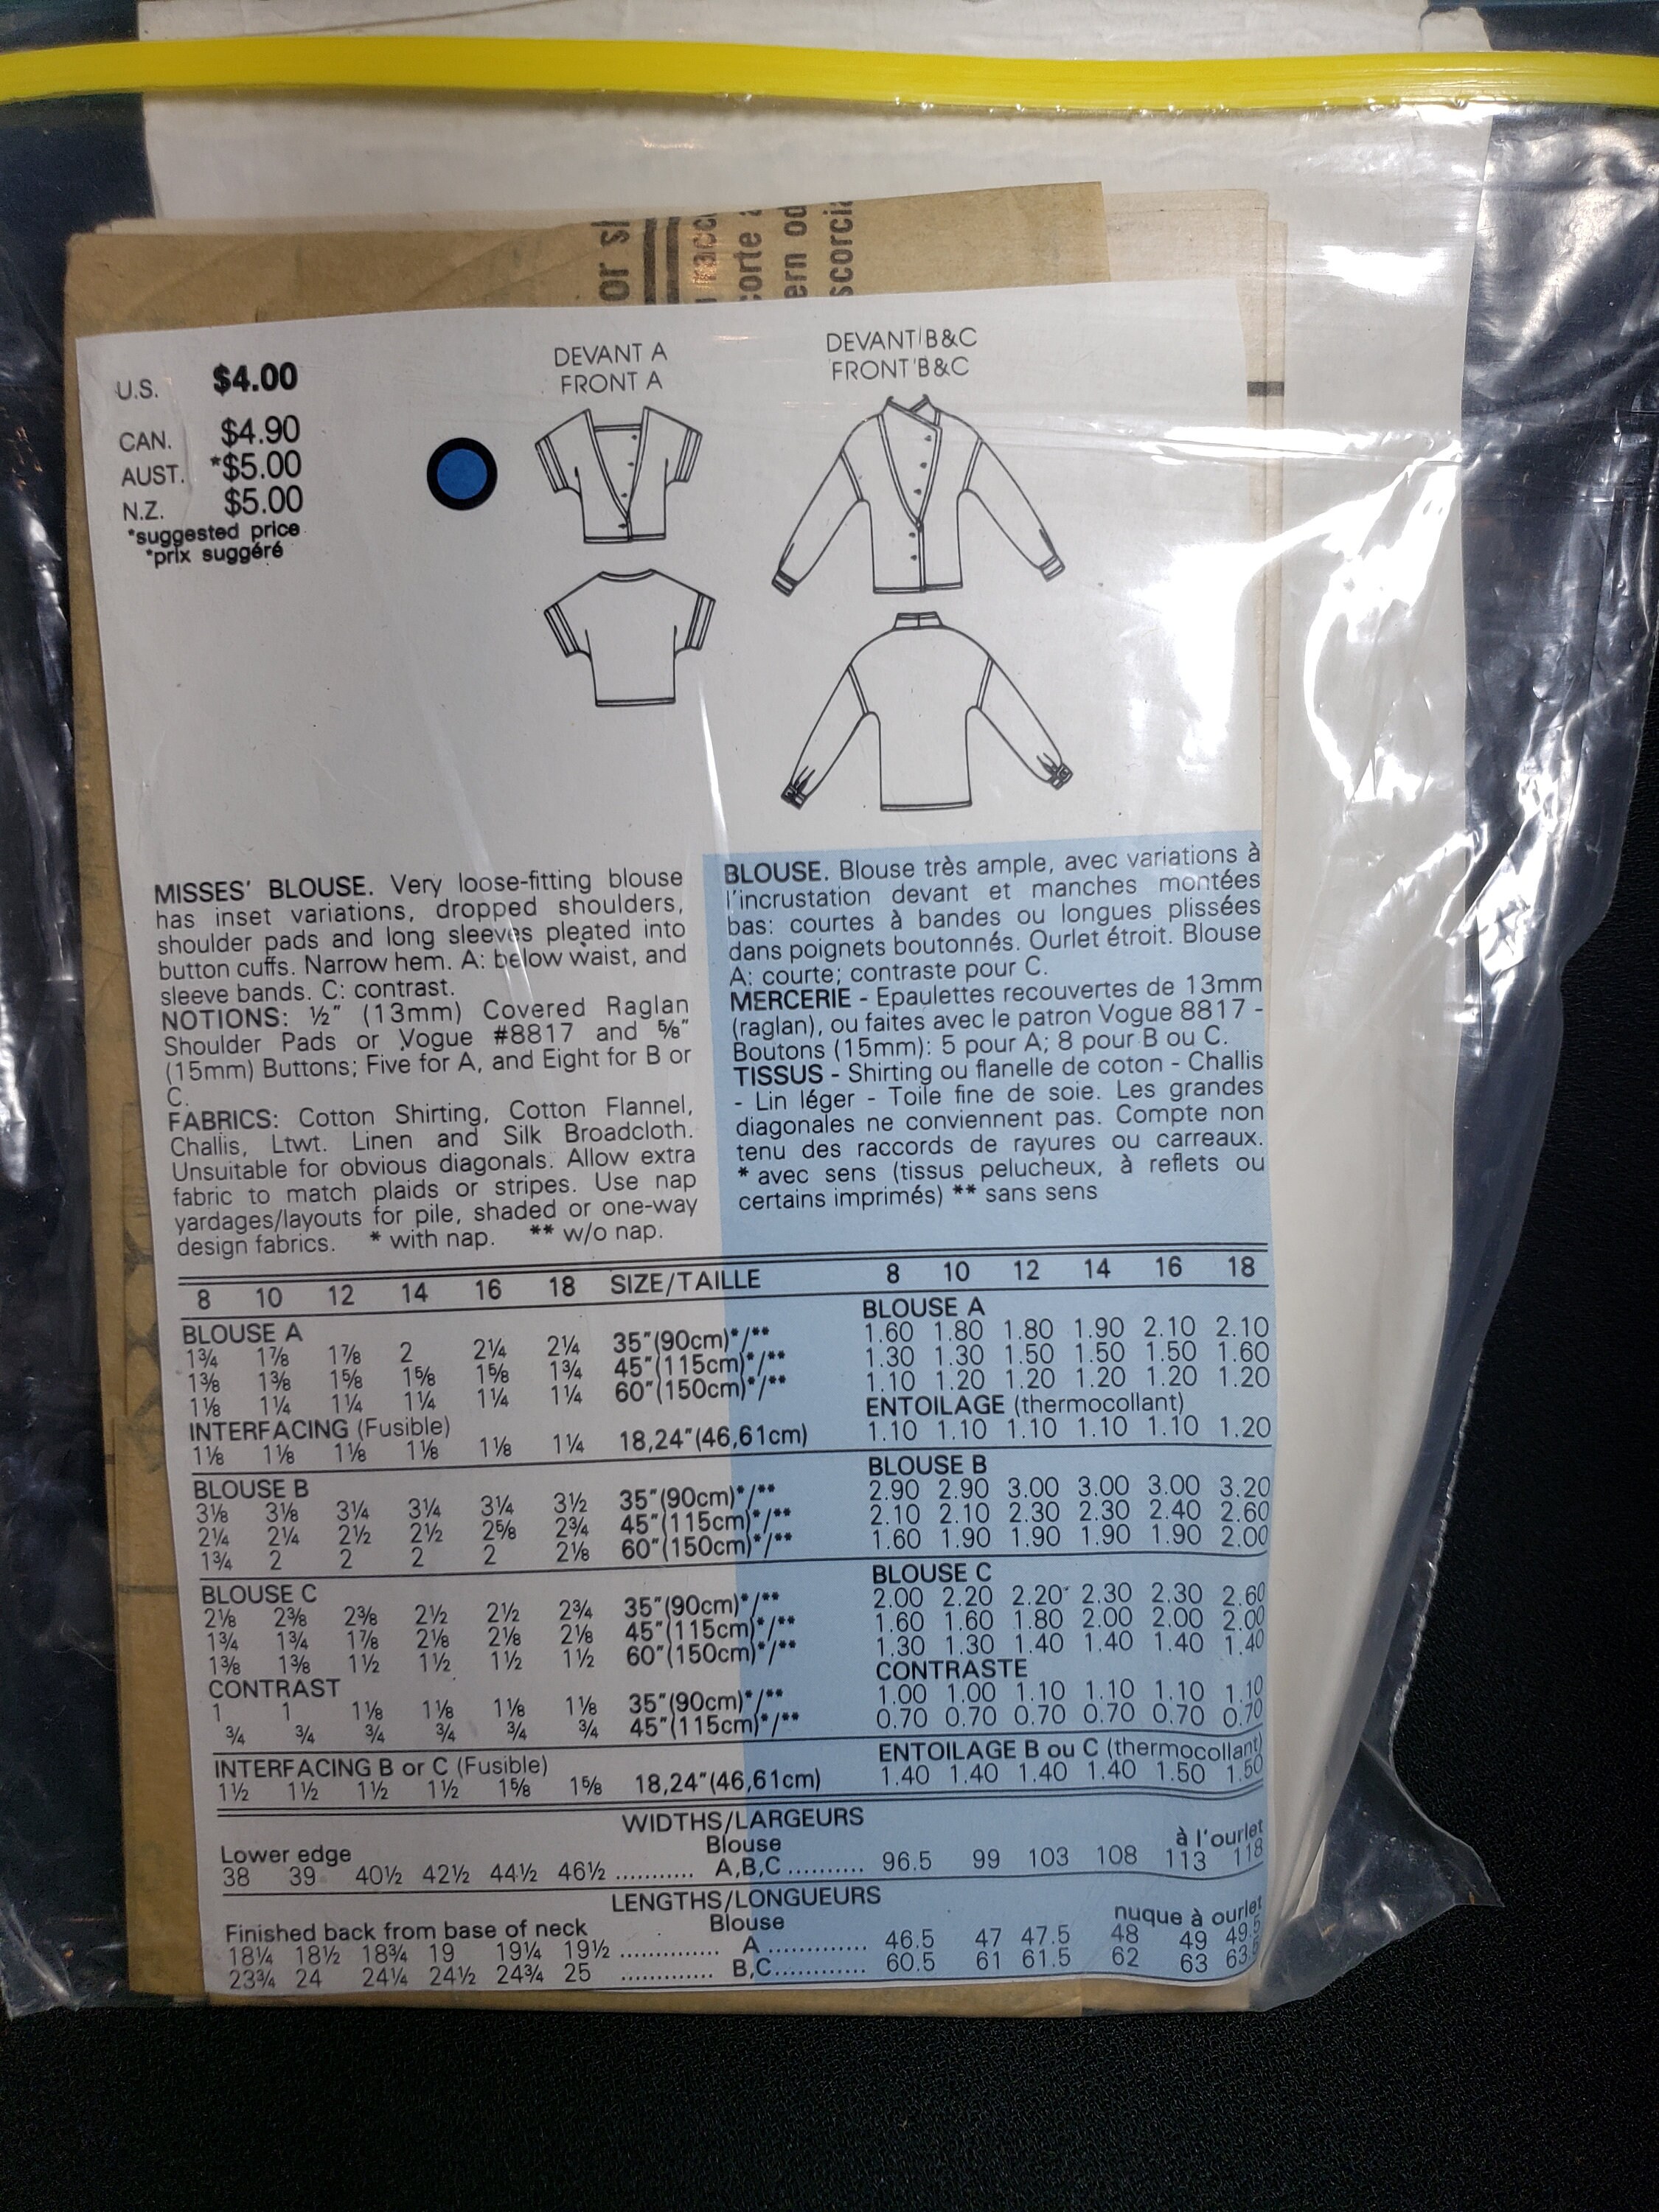 or sl
corte a
ern od
scorcia
U.S. $4.00
CAN. $4.90
AUST. *$5.00
N.Z. $5.00
*suggested price
*prix suggéré
DEVANT A
FRONT A
DEVANT B&C
FRONT B&C
MISSES' BLOUSE. Very loose-fitting blouse
has inset variations, dropped shoulders,
shoulder pads and long sleeves pleated into
button cuffs. Narrow hem. A: below waist, and
sleeve bands. C: contrast.
NOTIONS: ½" (13mm) Covered Raglan
Shoulder Pads or Vogue #8817 and ⅝"
(15mm) Buttons; Five for A, and Eight for B or
C.
FABRICS: Cotton Shirting, Cotton Flannel,
Challis, Ltwt. Linen and Silk Broadcloth.
Unsuitable for obvious diagonals. Allow extra
fabric to match plaids or stripes. Use nap
yardages/layouts for pile, shaded or one-way
design fabrics. * with nap. ** w/o nap.
BLOUSE. Blouse très ample, avec variations à
l'incrustation devant et manches montées
bas: courtes à bandes ou longues plissées
dans poignets boutonnés. Ourlet étroit. Blouse
A: courte; contraste pour C.
MERCERIE - Epaulettes recouvertes de 13mm
(raglan), ou faites avec le patron Vogue 8817 -
Boutons (15mm): 5 pour A; 8 pour B ou C.
TISSUS - Shirting ou flanelle de coton - Challis
- Lin léger - Toile fine de soie. Les grandes
diagonales ne conviennent pas. Compte non
tenu des raccords de rayures ou carreaux.
* avec sens (tissus pelucheux, à reflets ou
certains imprimés) ** sans sens
8 10 12 14 16 18 SIZE/TAILLE 8 10 12 14 16 18
BLOUSE A BLOUSE A
1¾ 1⅞ 1⅞ 2 2¼ 2¼ 35"(90cm)*/** 1.60 1.80 1.80 1.90 2.10 2.10
1⅜ 1⅜ 1⅝ 1⅝ 1⅝ 1¾ 45"(115cm)*/** 1.30 1.30 1.50 1.50 1.50 1.60
1⅛ 1¼ 1¼ 1¼ 1¼ 1¼ 60"(150cm)*/** 1.10 1.20 1.20 1.20 1.20 1.20
INTERFACING (Fusible) ENTOILAGE (thermocollant)
1⅛ 1⅛ 1⅛ 1⅛ 1⅛ 1¼ 18,24"(46,61cm) 1.10 1.10 1.10 1.10 1.10 1.20
BLOUSE B BLOUSE B
3⅛ 3⅛ 3¼ 3¼ 3¼ 3½ 35"(90cm)*/** 2.90 2.90 3.00 3.00 3.00 3.20
2¼ 2¼ 2½ 2½ 2⅝ 2¾ 45"(115cm)*/** 2.10 2.10 2.30 2.30 2.40 2.60
1¾ 2 2 2 2 2⅛ 60"(150cm)*/** 1.60 1.90 1.90 1.90 1.90 2.00
BLOUSE C BLOUSE C
2⅛ 2⅜ 2⅜ 2½ 2½ 2¾ 35"(90cm)*/** 2.00 2.20 2.20 2.30 2.30 2.60
1¾ 1¾ 1⅞ 2⅛ 2⅛ 2⅛ 45"(115cm)*/** 1.60 1.60 1.80 2.00 2.00 2.00
1⅜ 1⅜ 1½ 1½ 1½ 1½ 60"(150cm)*/** 1.30 1.30 1.40 1.40 1.40 1.40
CONTRAST CONTRASTE
1 1 1⅛ 1⅛ 1⅛ 1⅛ 35"(90cm)*/** 1.00 1.00 1.10 1.10 1.10 1.10
¾ ¾ ¾ ¾ ¾ ¾ 45"(115cm)*/** 0.70 0.70 0.70 0.70 0.70 0.70
INTERFACING B or C (Fusible) ENTOILAGE B ou C (thermocollant)
1½ 1½ 1½ 1½ 1⅝ 1⅝ 18,24"(46,61cm) 1.40 1.40 1.40 1.40 1.50 1.50
WIDTHS/LARGEURS
Lower edge Blouse à l'ourlet
38 39 40½ 42½ 44½ 46½ ........... A,B,C .......... 96.5 99 103 108 113 118
LENGTHS/LONGUEURS
Finished back from base of neck Blouse nuque à ourlet
18¼ 18½ 18¾ 19 19¼ 19½ .............. A ............. 46.5 47 47.5 48 49 49.5
23¾ 24 24¼ 24½ 24¾ 25 ............. B,C............ 60.5 61 61.5 62 63 63.5